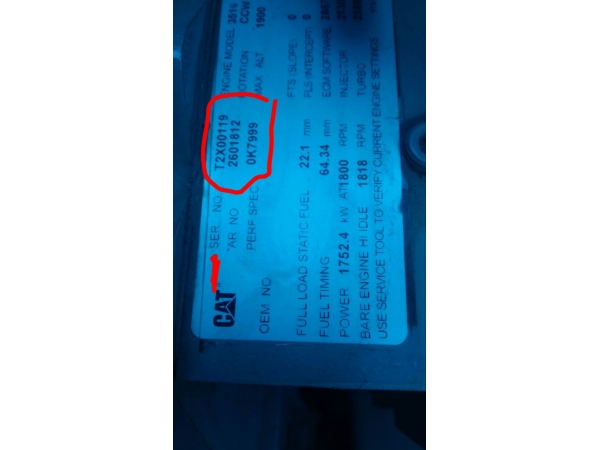 CAT
SER. NO. T2X00119 ENGINE MODEL 3516
AR NO 2601812 ROTATION CCW
OEM NO PERF SPEC 0K7999 MAX ALT 1900
FULL LOAD STATIC FUEL 22.1 mm FTS (SLOPE) 0
FUEL TIMING 64.34 mm FLS (INTERCEPT) 0
POWER 1752.4 kW AT 1800 RPM ECM SOFTWARE
BARE ENGINE HI IDLE 1818 RPM INJECTOR
USE SERVICE TOOL TO VERIFY CURRENT ENGINE SETTINGS TURBO